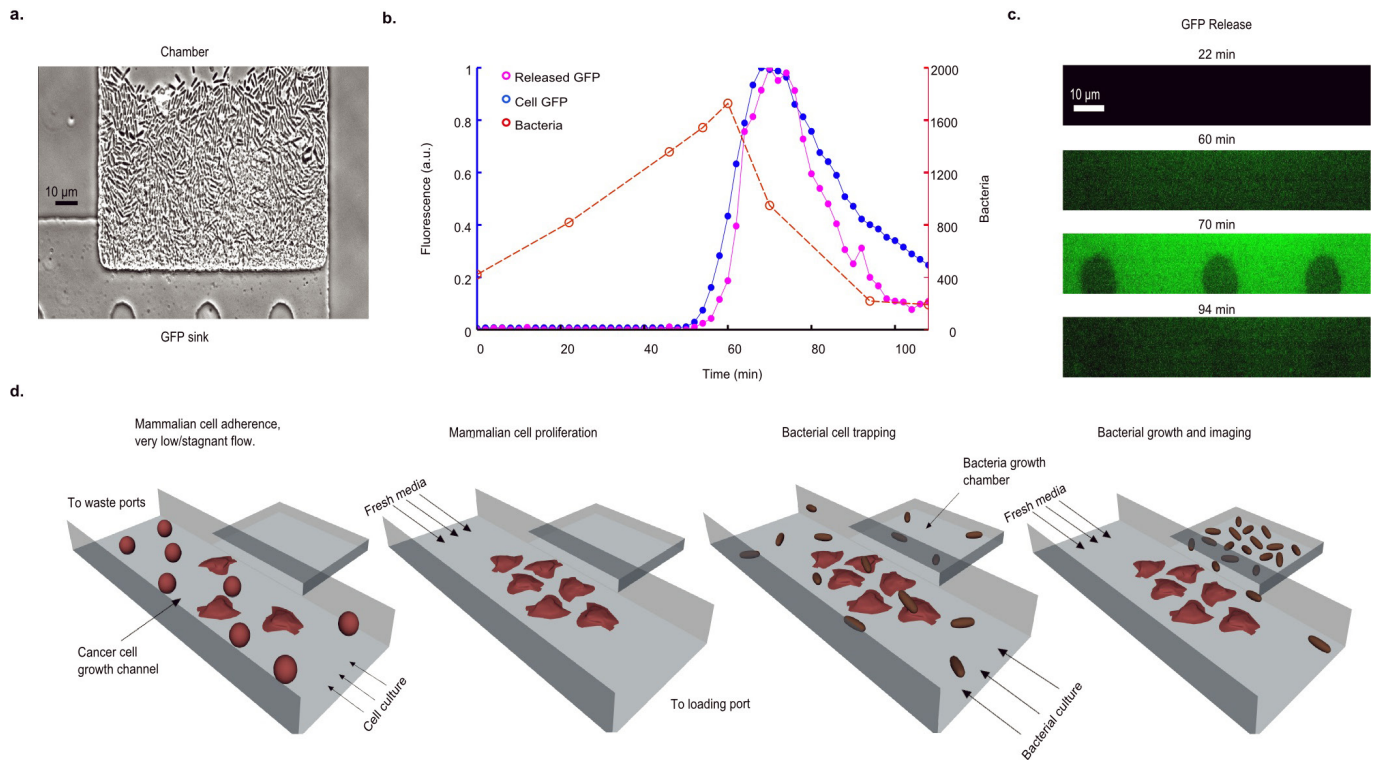 a.
Chamber
10 µm
GFP sink
b.
Released GFP
Cell GFP
Bacteria
1
0.8
0.6
0.4
0.2
0
Fluorescence (a.u.)
2000
1600
1200
800
400
0
Bacteria
0 20 40 60 80 100
Time (min)
c.
GFP Release
22 min
10 µm
60 min
70 min
94 min
d.
Mammalian cell adherence,
very low/stagnant flow.
To waste ports
Cancer cell
growth channel
Cell culture
Mammalian cell proliferation
Fresh media
To loading port
Bacterial cell trapping
Bacteria growth
chamber
Bacterial culture
Bacterial growth and imaging
Fresh media